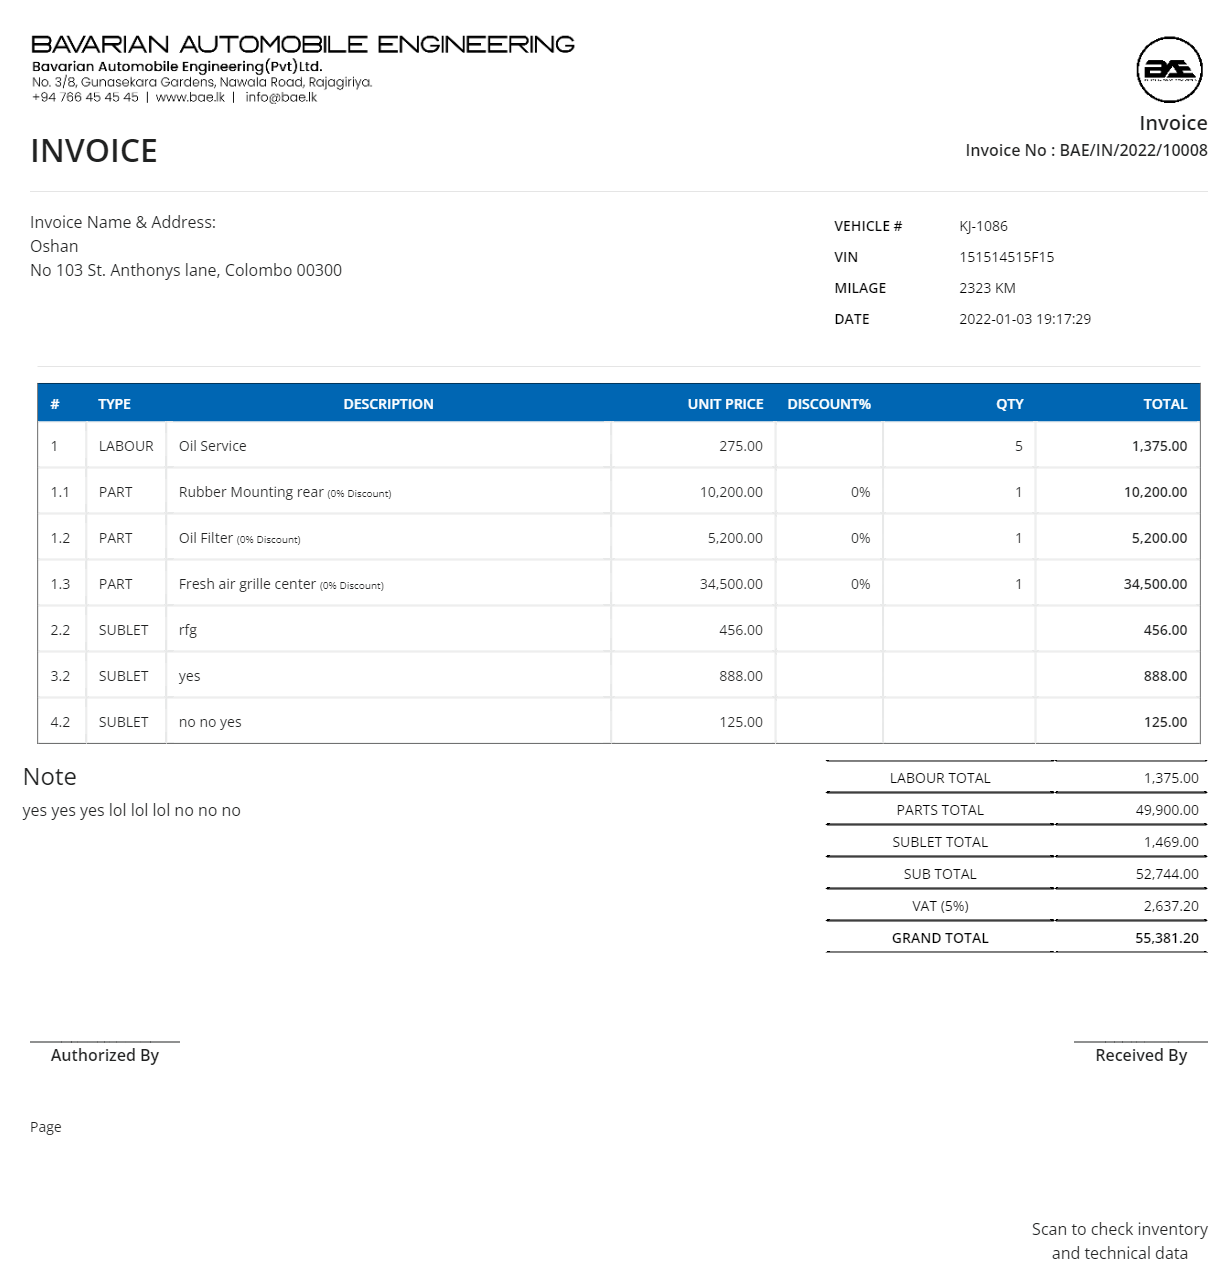 BAVARIAN AUTOMOBILE ENGINEERING
Bavarian Automobile Engineering(Pvt)Ltd.
No. 3/8, Gunasekara Gardens, Nawala Road, Rajagiriya.
+94 766 45 45 45 | www.bae.lk | info@bae.lk
BAE
Invoice
INVOICE
Invoice No : BAE/IN/2022/10008
Invoice Name & Address:
Oshan
No 103 St. Anthonys lane, Colombo 00300
VEHICLE # KJ-1086
VIN 151514515F15
MILAGE 2323 KM
DATE 2022-01-03 19:17:29
# TYPE DESCRIPTION UNIT PRICE DISCOUNT% QTY TOTAL
1 LABOUR Oil Service 275.00 5 1,375.00
1.1 PART Rubber Mounting rear (0% Discount) 10,200.00 0% 1 10,200.00
1.2 PART Oil Filter (0% Discount) 5,200.00 0% 1 5,200.00
1.3 PART Fresh air grille center (0% Discount) 34,500.00 0% 1 34,500.00
2.2 SUBLET rfg 456.00 456.00
3.2 SUBLET yes 888.00 888.00
4.2 SUBLET no no yes 125.00 125.00
Note
yes yes yes lol lol lol no no no
LABOUR TOTAL 1,375.00
PARTS TOTAL 49,900.00
SUBLET TOTAL 1,469.00
SUB TOTAL 52,744.00
VAT (5%) 2,637.20
GRAND TOTAL 55,381.20
Authorized By
Received By
Page
Scan to check inventory
and technical data